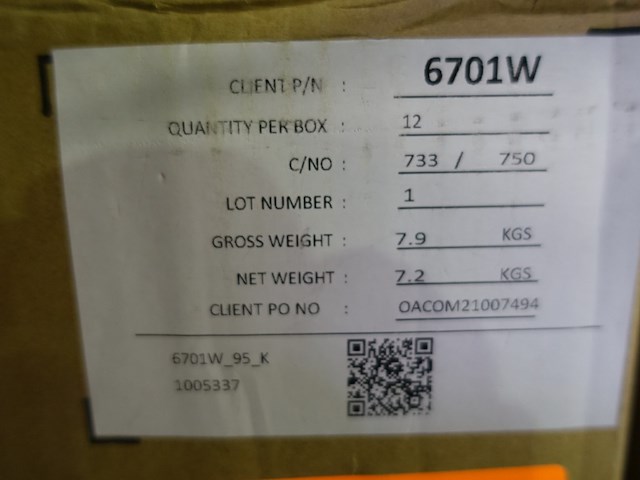 CLIENT P/N : 6701W
QUANTITY PER BOX : 12
C/NO : 733 / 750
LOT NUMBER : 1
GROSS WEIGHT : 7.9 KGS
NET WEIGHT : 7.2 KGS
CLIENT PO NO : OACOM21007494
6701W_95_K
1005337